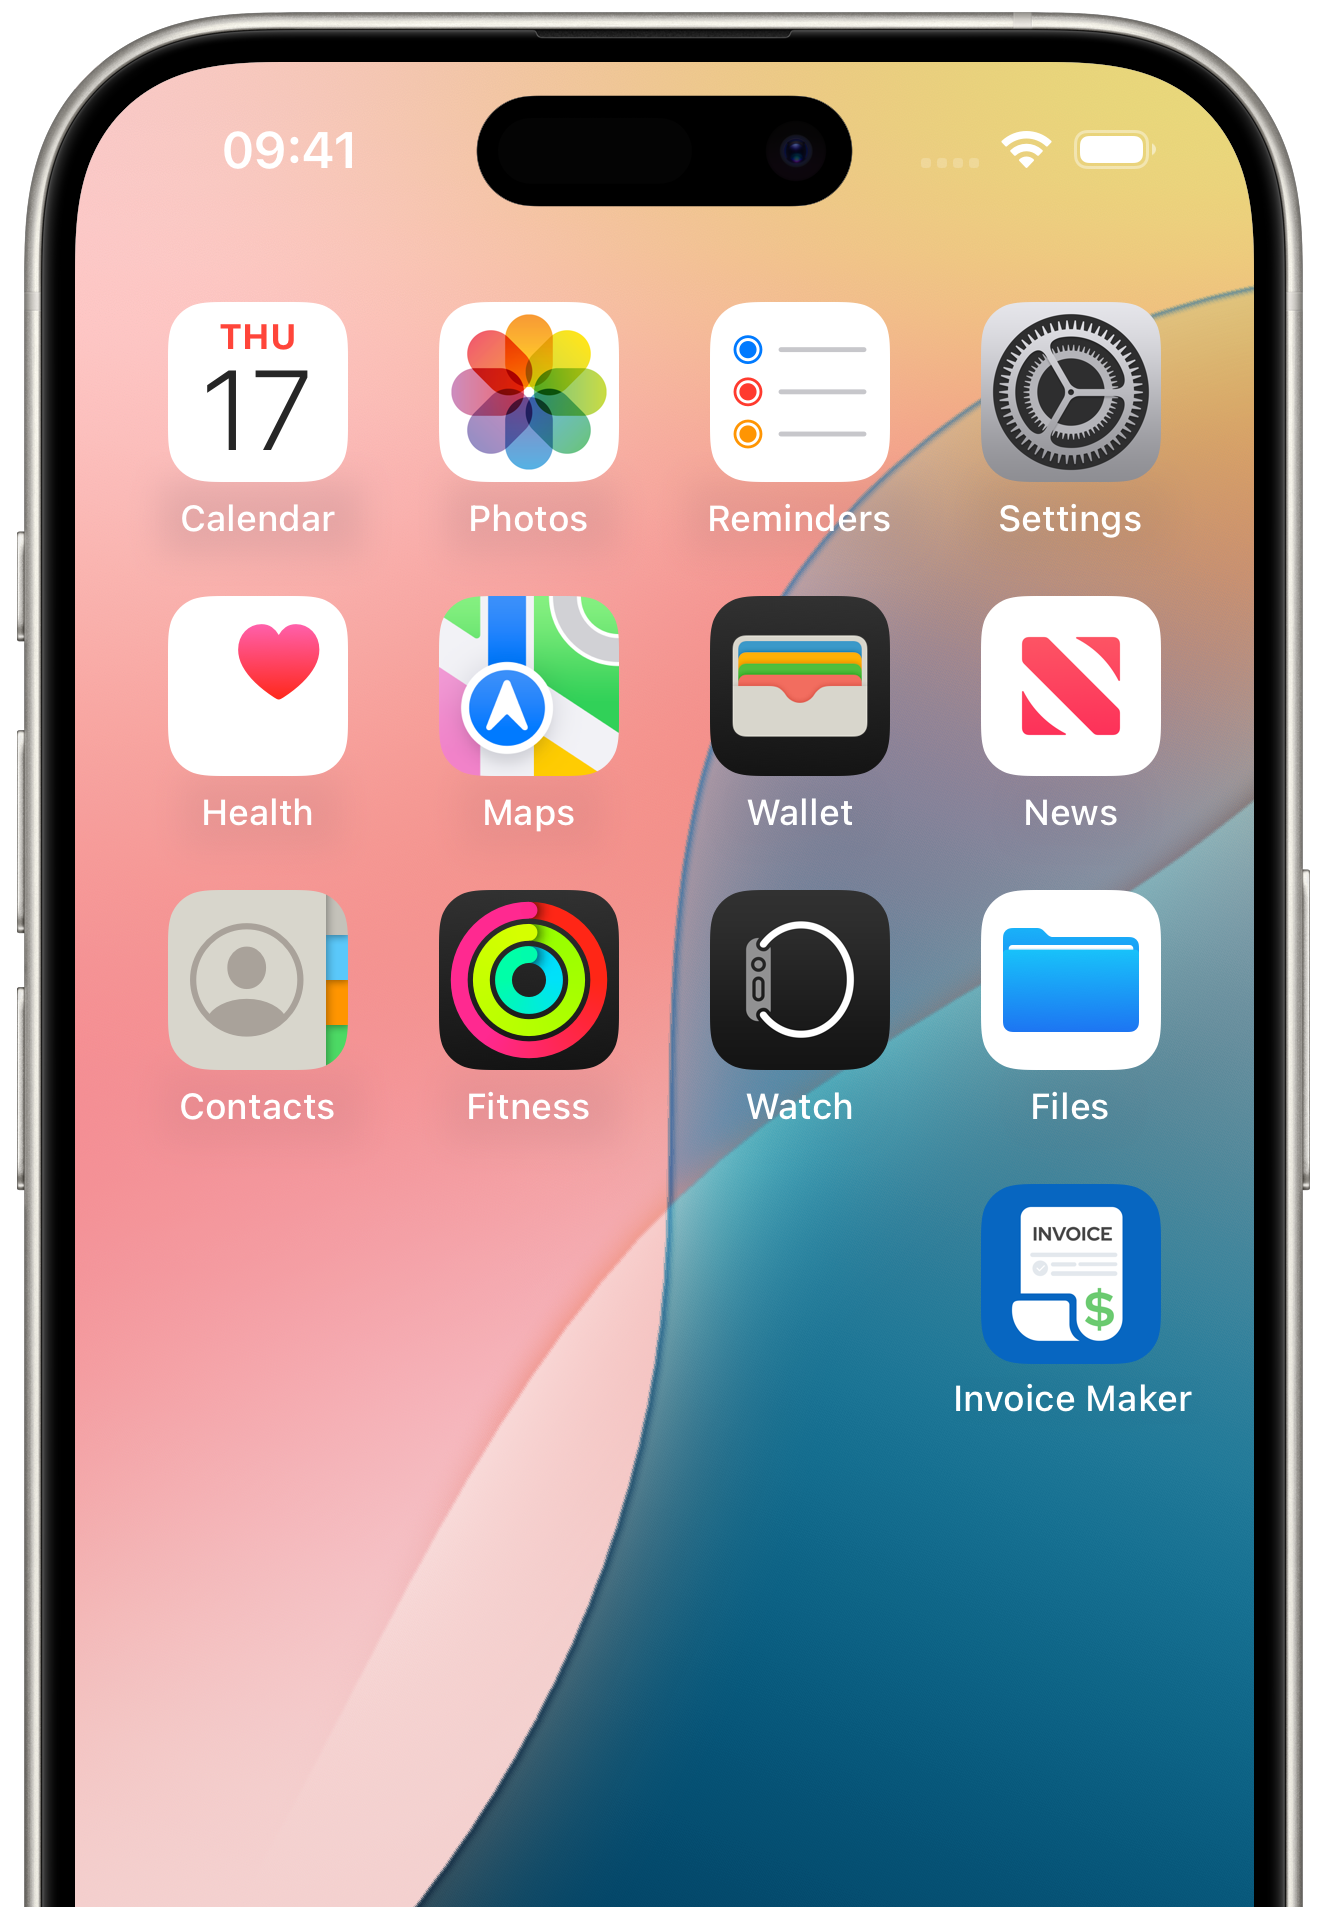 09:41
THU
17
Calendar Photos Reminders Settings
Health Maps Wallet News
Contacts Fitness Watch Files
INVOICE
$
Invoice Maker